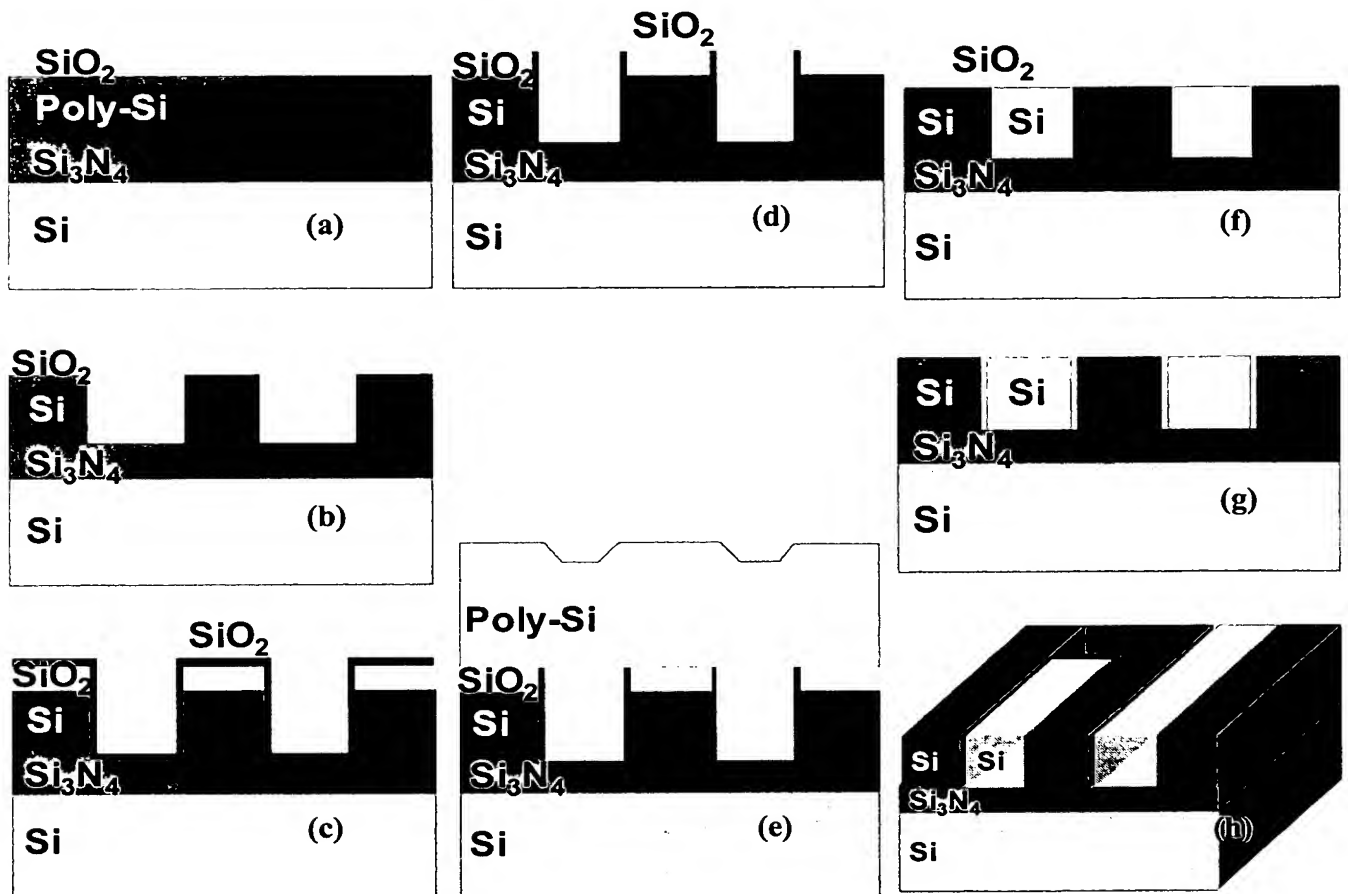 SiO₂
Poly-Si
Si₃N₄
Si
(a)
SiO₂
Si
Si₃N₄
Si
(b)
SiO₂
SiO₂
Si
Si₃N₄
Si
(c)
SiO₂
SiO₂
Si
Si₃N₄
Si
(d)
Poly-Si
SiO₂
Si
Si₃N₄
Si
(e)
SiO₂
Si Si
Si₃N₄
Si
(f)
Si Si
Si₃N₄
Si
(g)
Si Si
Si₃N₄
Si
(h)